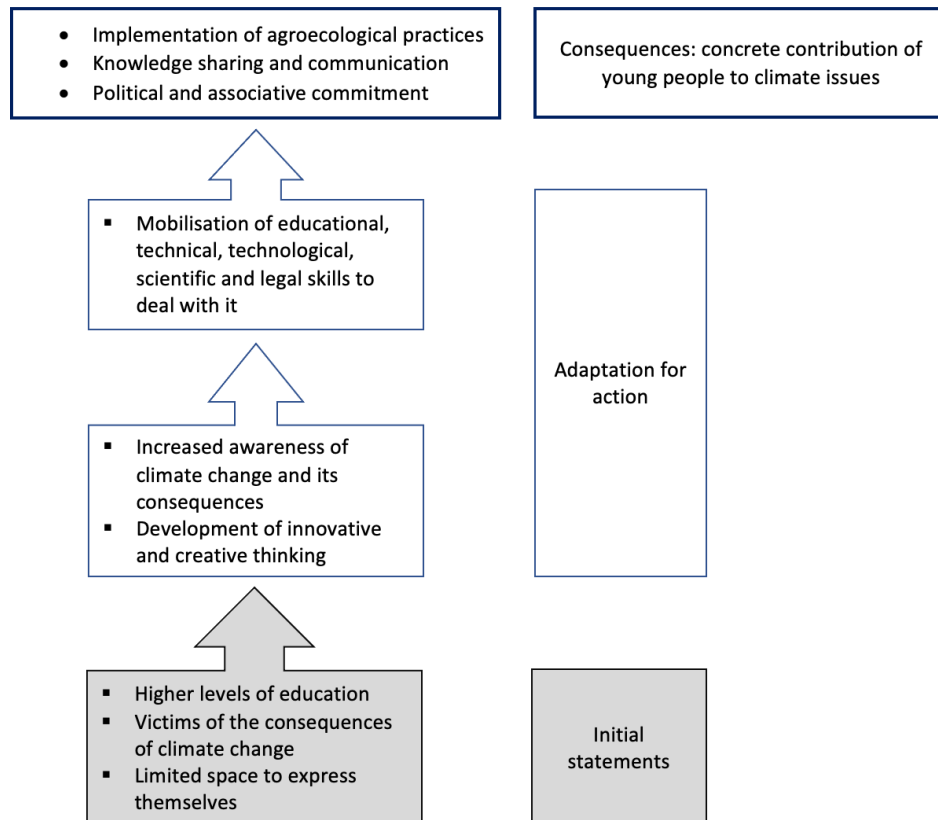 • Implementation of agroecological practices
• Knowledge sharing and communication
• Political and associative commitment
Consequences: concrete contribution of
young people to climate issues
▪ Mobilisation of educational,
technical, technological,
scientific and legal skills to
deal with it
Adaptation for
action
▪ Increased awareness of
climate change and its
consequences
▪ Development of innovative
and creative thinking
▪ Higher levels of education
▪ Victims of the consequences
of climate change
▪ Limited space to express
themselves
Initial
statements